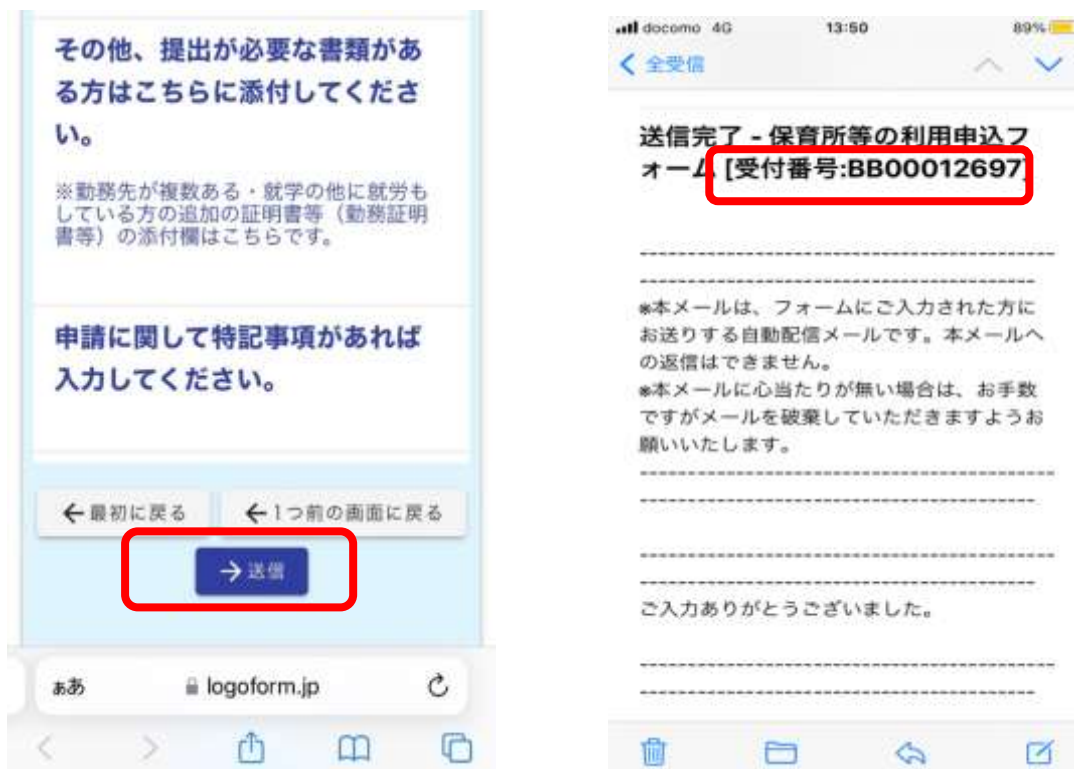 その他、提出が必要な書類があ
る方はこちらに添付してくださ
い。
※勤務先が複数ある・就学の他に就労も
している方の追加の証明書等（勤務証明
書等）の添付欄はこちらです。
申請に関して特記事項があれば
入力してください。
←最初に戻る
←1つ前の画面に戻る
→送信
ぁあ
logoform.jp
docomo 4G
13:50
89%
全受信
送信完了 - 保育所等の利用申込フ
ォーム [受付番号:BB00012697]
------------------------------------------
----------------------------------------
※本メールは、フォームにご入力された方に
お送りする自動配信メールです。本メールへ
の返信はできません。
※本メールに心当たりが無い場合は、お手数
ですがメールを破棄していただきますようお
願いいたします。
------------------------------------------
----------------------------------------
------------------------------------------
----------------------------------------
ご入力ありがとうございました。
------------------------------------------
----------------------------------------